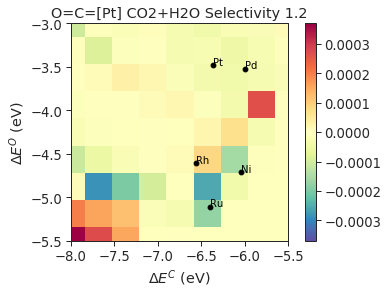 O=C=[Pt] CO2+H2O Selectivity 1.2
−3.0
−3.5
−4.0
−4.5
−5.0
−5.5
ΔE^O (eV)
Pt
Pd
Rh
Ni
Ru
−8.0 −7.5 −7.0 −6.5 −6.0 −5.5
ΔE^C (eV)
0.0003
0.0002
0.0001
0.0000
−0.0001
−0.0002
−0.0003